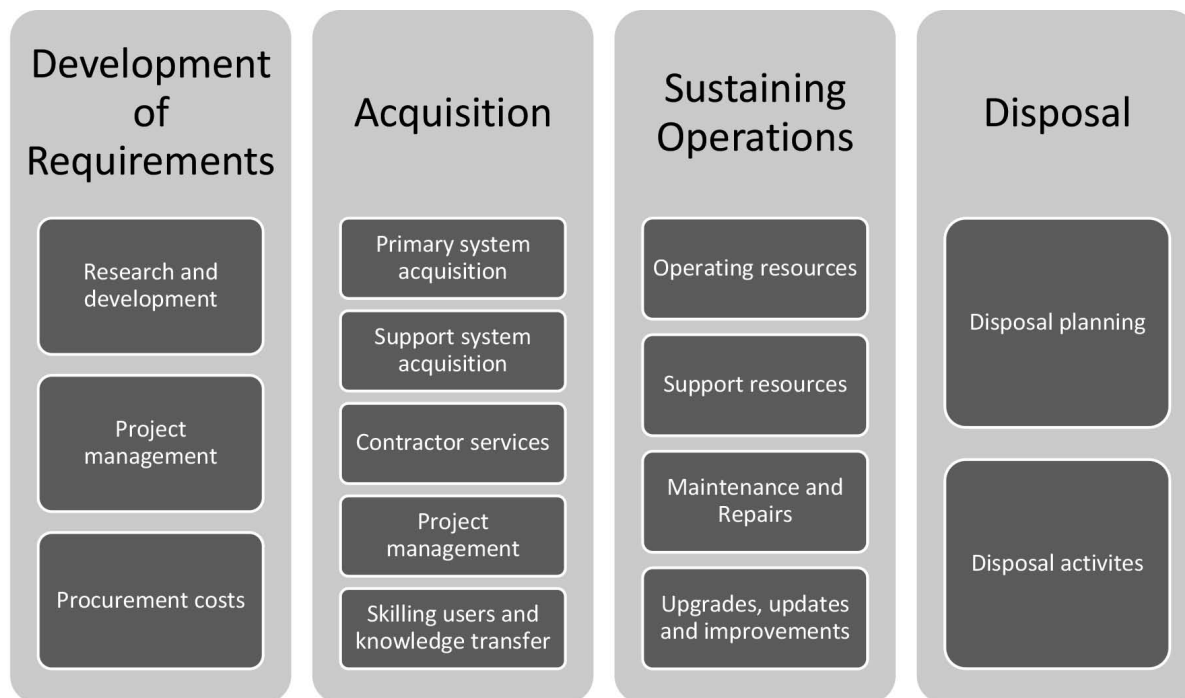 Development
of
Requirements
Research and
development
Project
management
Procurement costs
Acquisition
Primary system
acquisition
Support system
acquisition
Contractor services
Project
management
Skilling users and
knowledge transfer
Sustaining
Operations
Operating resources
Support resources
Maintenance and
Repairs
Upgrades, updates
and improvements
Disposal
Disposal planning
Disposal activites